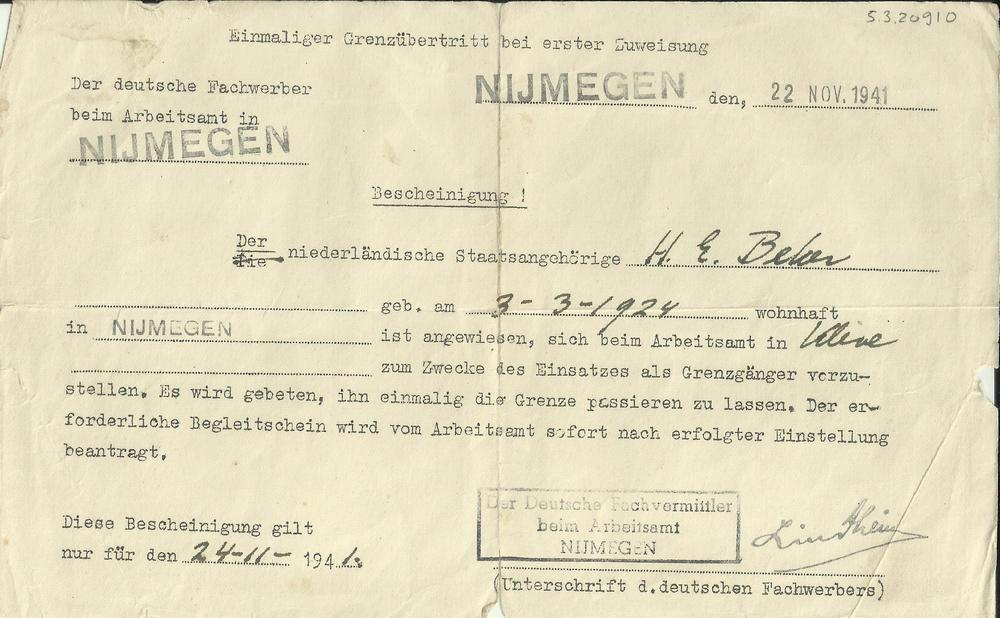 5.3.20910
Einmaliger Grenzübertritt bei erster Zuweisung
Der deutsche Fachwerber
beim Arbeitsamt in
NIJMEGEN
NIJMEGEN den, 22 NOV. 1941
Bescheinigung !
Der
Die niederländische Staatsangehörige H. E. Beker
geb. am 3-3-1924 wohnhaft
in NIJMEGEN ist angewiesen, sich beim Arbeitsamt in Kleve
zum Zwecke des Einsatzes als Grenzgänger vorzu-
stellen. Es wird gebeten, ihn einmalig die Grenze passieren zu lassen. Der er-
forderliche Begleitschein wird vom Arbeitsamt sofort nach erfolgter Einstellung
beantragt.
Diese Bescheinigung gilt
nur für den 24-11- 1941.
Der Deutsche Fachvermittler
beim Arbeitsamt
NIJMEGEN
(Unterschrift d.deutschen Fachwerbers)